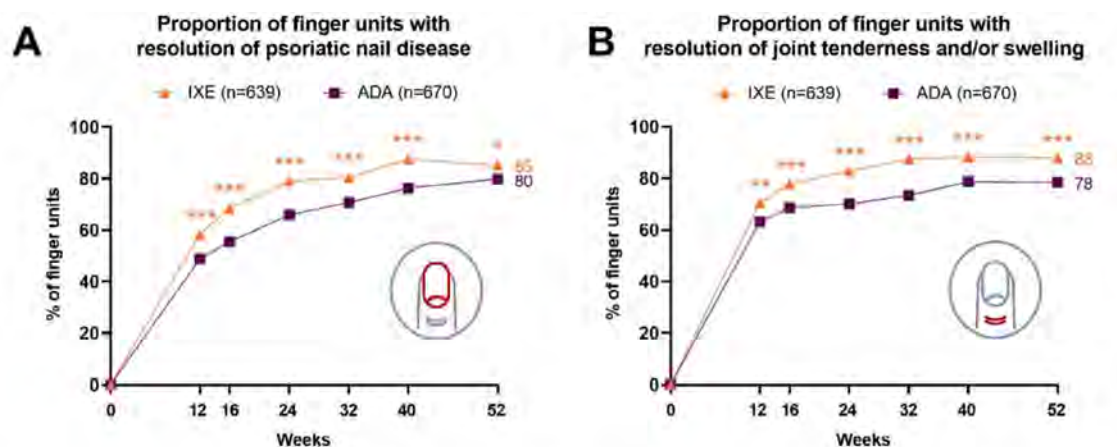 A
Proportion of finger units with
resolution of psoriatic nail disease
IXE (n=639) ADA (n=670)
% of finger units
100
80
60
40
20
0
***
***
***
***
***
*
85
80
0 12 16 24 32 40 52
Weeks
B
Proportion of finger units with
resolution of joint tenderness and/or swelling
IXE (n=639) ADA (n=670)
% of finger units
100
80
60
40
20
0
**
***
***
***
***
***
88
78
0 12 16 24 32 40 52
Weeks